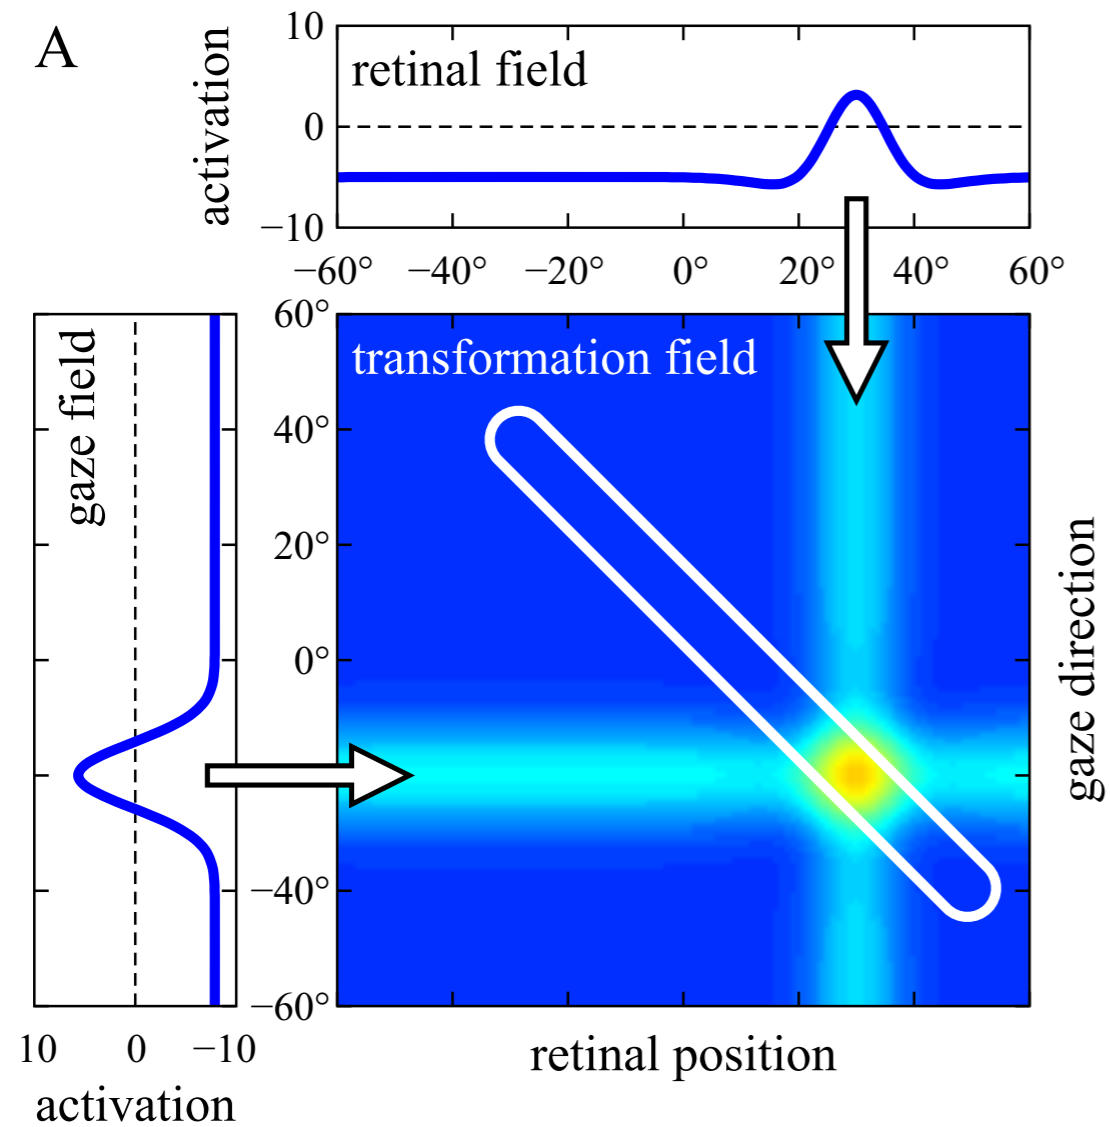 A
activation
10
0
−10
retinal field
−60°
−40°
−20°
0°
20°
40°
60°
gaze field
10
0
−10
activation
60°
40°
20°
0°
−40°
−60°
transformation field
gaze direction
retinal position